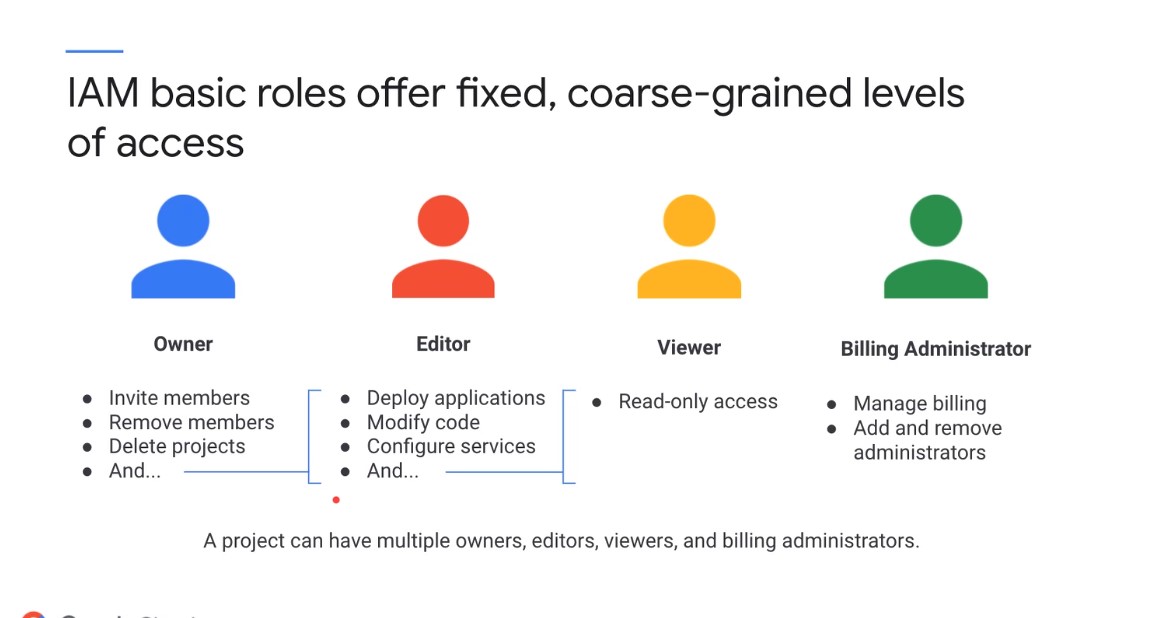 IAM basic roles offer fixed, coarse-grained levels
of access
Owner
● Invite members
● Remove members
● Delete projects
● And...
Editor
● Deploy applications
● Modify code
● Configure services
● And...
Viewer
● Read-only access
Billing Administrator
● Manage billing
● Add and remove
administrators
A project can have multiple owners, editors, viewers, and billing administrators.